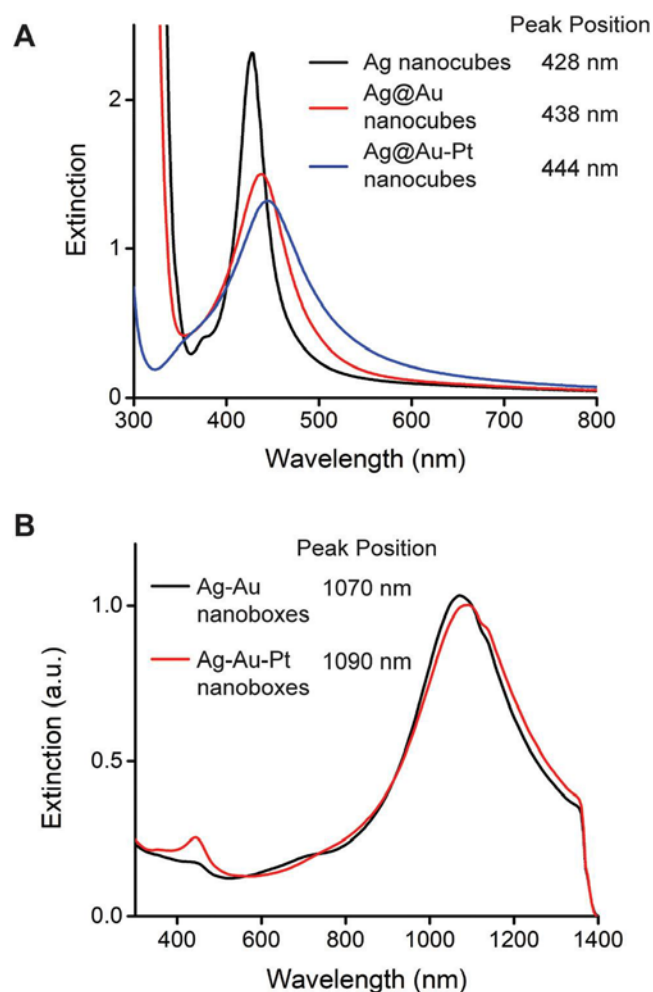 A
Peak Position
Ag nanocubes 428 nm
Ag@Au
nanocubes 438 nm
Ag@Au-Pt
nanocubes 444 nm
2
1
0
Extinction
300 400 500 600 700 800
Wavelength (nm)
B
Peak Position
Ag-Au 1070 nm
nanoboxes
Ag-Au-Pt 1090 nm
nanoboxes
1.0
0.5
0.0
Extinction (a.u.)
400 600 800 1000 1200 1400
Wavelength (nm)